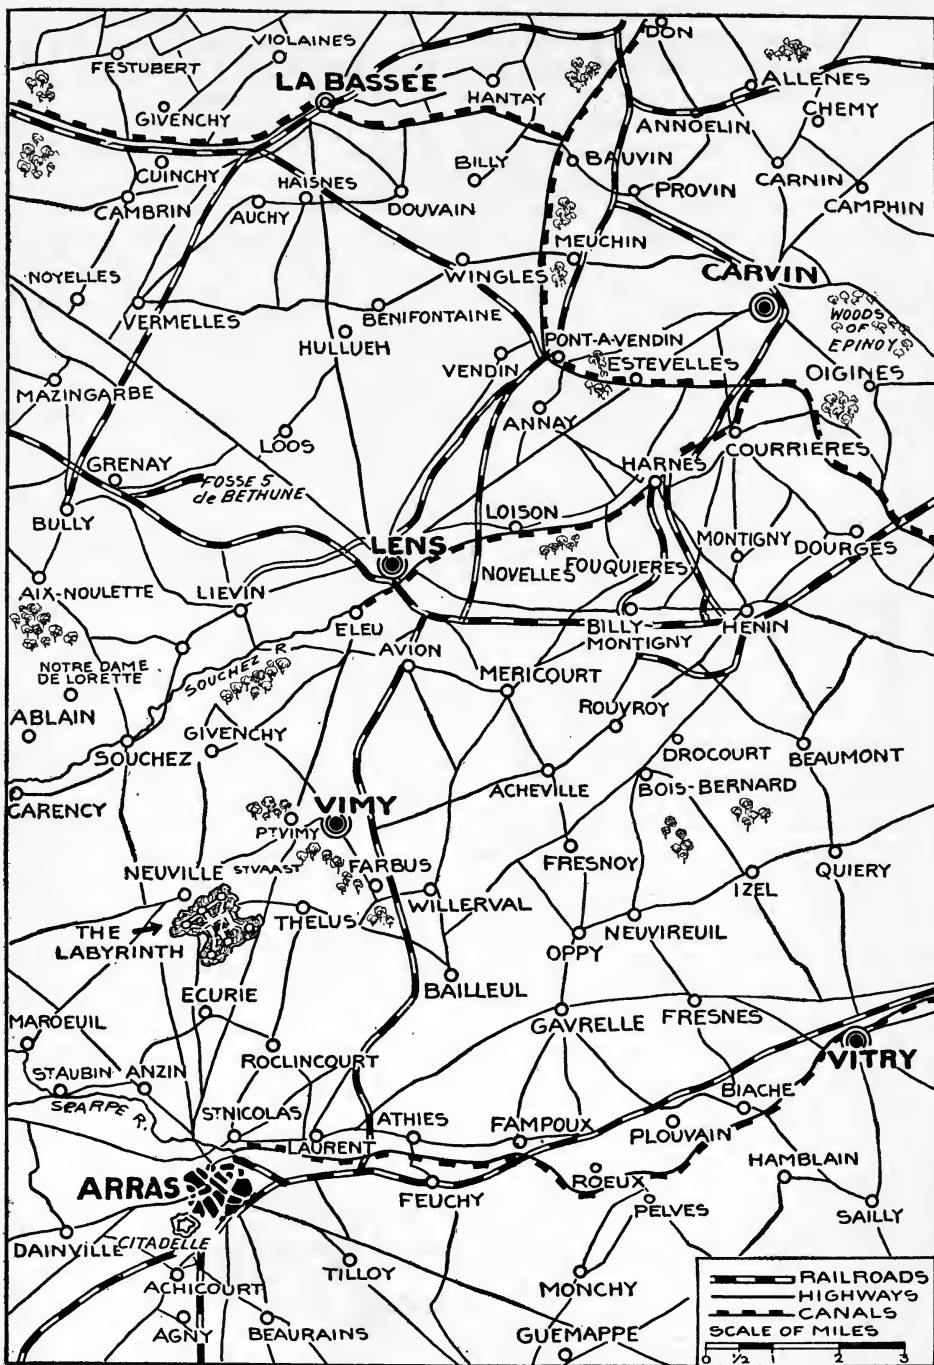 DON
VIOLAINES
FESTUBERT
LA BASSÉE
ALLENES
HANTAY
CHEMY
GIVENCHY
ANNOELIN
BILLY
BAUVIN
CUINCHY
CARNIN
HAISNES
PROVIN
CAMBRIN
AUCHY
DOUVAIN
CAMPHIN
MEUCHIN
NOYELLES
WINGLES
CARVIN
VERMELLES
BENIFONTAINE
WOODS
OF
EPINOY
HULLUEH
PONT-A-VENDIN
VENDIN
ESTEVELLES
OIGINES
MAZINGARBE
ANNAY
LOOS
COURRIERES
GRENAY
HARNES
FOSSE 5
de BETHUNE
BULLY
LOISON
LENS
MONTIGNY
DOURGES
NOVELLES
FOUQUIERES
AIX-NOULETTE
LIEVIN
ELEU
BILLY-
MONTIGNY
HENIN
AVION
NOTRE DAME
DE LORETTE
SOUCHEZ R.
MERICOURT
ABLAIN
ROUVROY
GIVENCHY
SOUCHEZ
DROCOURT
BEAUMONT
ACHEVILLE
BOIS-BERNARD
CARENCY
VIMY
PT VIMY
NEUVILLE
ST VAAST
FARBUS
FRESNOY
QUIERY
IZEL
THE
LABYRINTH
THELUS
WILLERVAL
NEUVIREUIL
OPPY
BAILLEUL
ECURIE
GAVRELLE
FRESNES
MAROEUIL
ROCLINCOURT
VITRY
ST AUBIN
ANZIN
SCARPE R.
BIACHE
ST NICOLAS
ATHIES
LAURENT
FAMPOUX
PLOUVAIN
HAMBLAIN
ARRAS
ROEUX
FEUCHY
PELVES
SAILLY
DAINVILLE
CITADELLE
TILLOY
ACHICOURT
MONCHY
AGNY
BEAURAINS
GUEMAPPE
RAILROADS
HIGHWAYS
CANALS
SCALE OF MILES
0 1/2 1 2 3